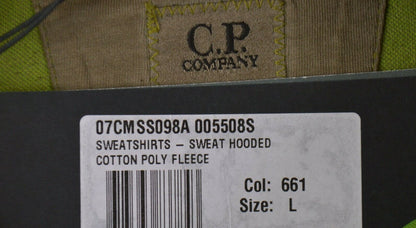 C.P.
COMPANY
07CMSS098A 005508S
SWEATSHIRTS – SWEAT HOODED
COTTON POLY FLEECE
Col: 661
Size: L